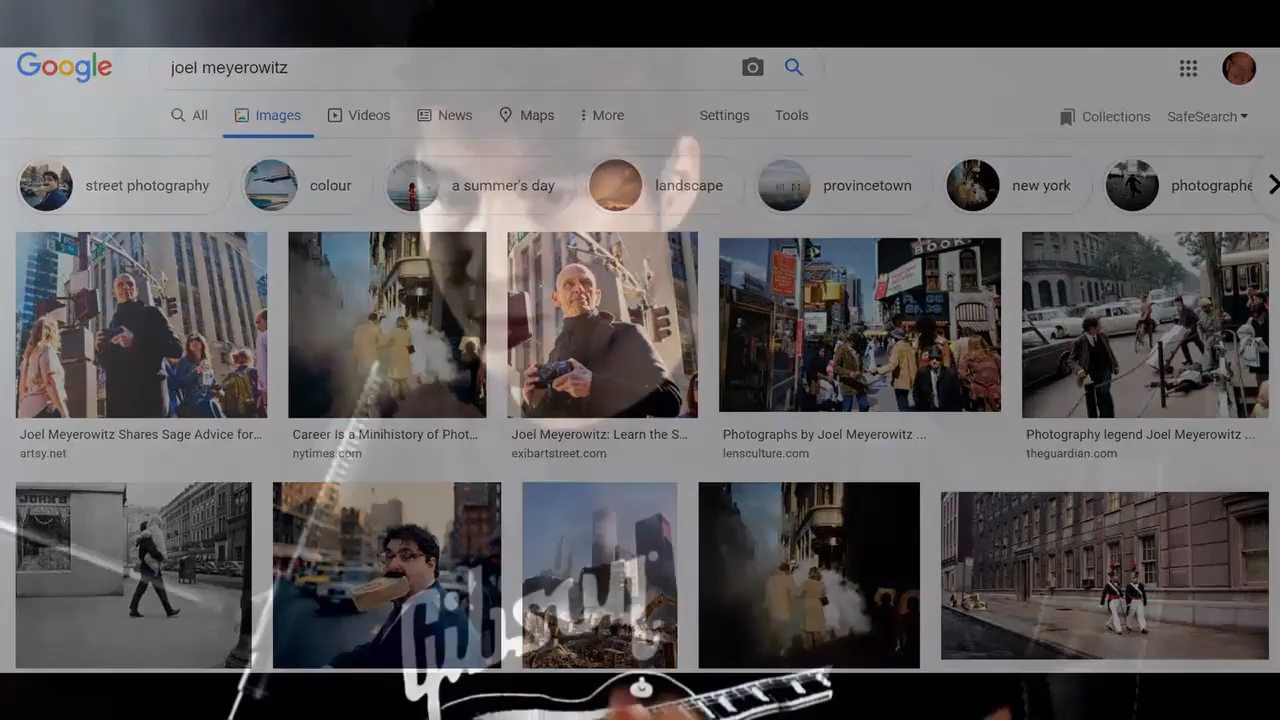 Google
joel meyerowitz
All Images Videos News Maps More Settings Tools Collections SafeSearch
street photography colour a summer's day landscape provincetown new york photographe
BOOK
Joel Meyerowitz Shares Sage Advice for... Career Is a Minihistory of Phot... Joel Meyerowitz: Learn the S... Photographs by Joel Meyerowitz ... Photography legend Joel Meyerowitz ...
artsy.net nytimes.com exibartstreet.com lensculture.com theguardian.com
JOHN'S
Gibson